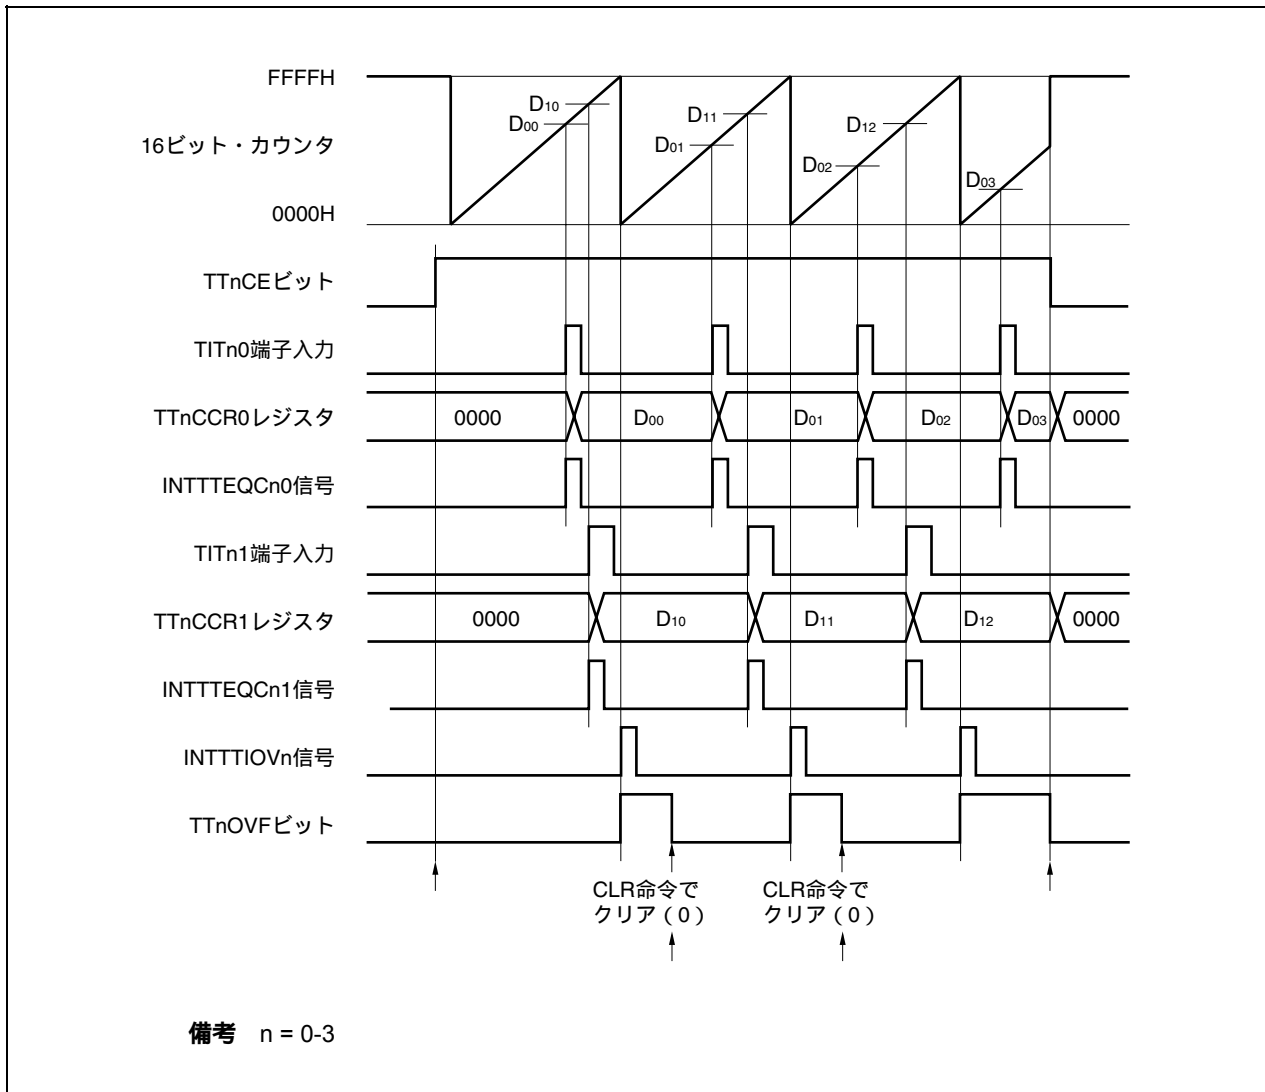 FFFFH
D10
D00
16ビット・カウンタ
D11
D01
D12
D02
D03
0000H
TTnCEビット
TITn0端子入力
TTnCCR0レジスタ 0000 D00 D01 D02 D03 0000
INTTTEQCn0信号
TITn1端子入力
TTnCCR1レジスタ 0000 D10 D11 D12 0000
INTTTEQCn1信号
INTTTIOVn信号
TTnOVFビット
CLR命令で
クリア（0）
CLR命令で
クリア（0）
備考 n = 0-3